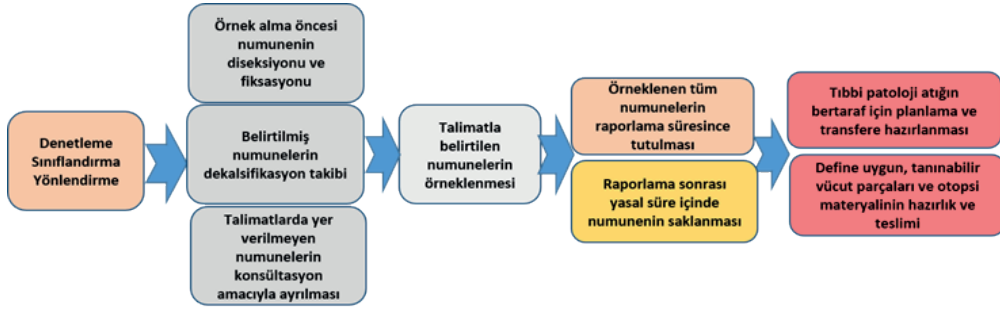 Denetleme
Sınıflandırma
Yönlendirme
Örnek alma öncesi
numunenin
diseksiyonu ve
fiksasyonu
Belirtilmiş
numunelerin
dekalsifikasyon takibi
Talimatlarda yer
verilmeyen
numunelerin
konsültasyon
amacıyla ayrılması
Talimatla
belirtilen
numunelerin
örneklenmesi
Örneklenen tüm
numunelerin
raporlama süresince
tutulması
Raporlama sonrası
yasal süre içinde
numunenin saklanması
Tıbbi patoloji atığın
bertaraf için planlama ve
transfere hazırlanması
Define uygun, tanınabilir
vücut parçaları ve otopsi
materyalinin hazırlık ve
teslimi